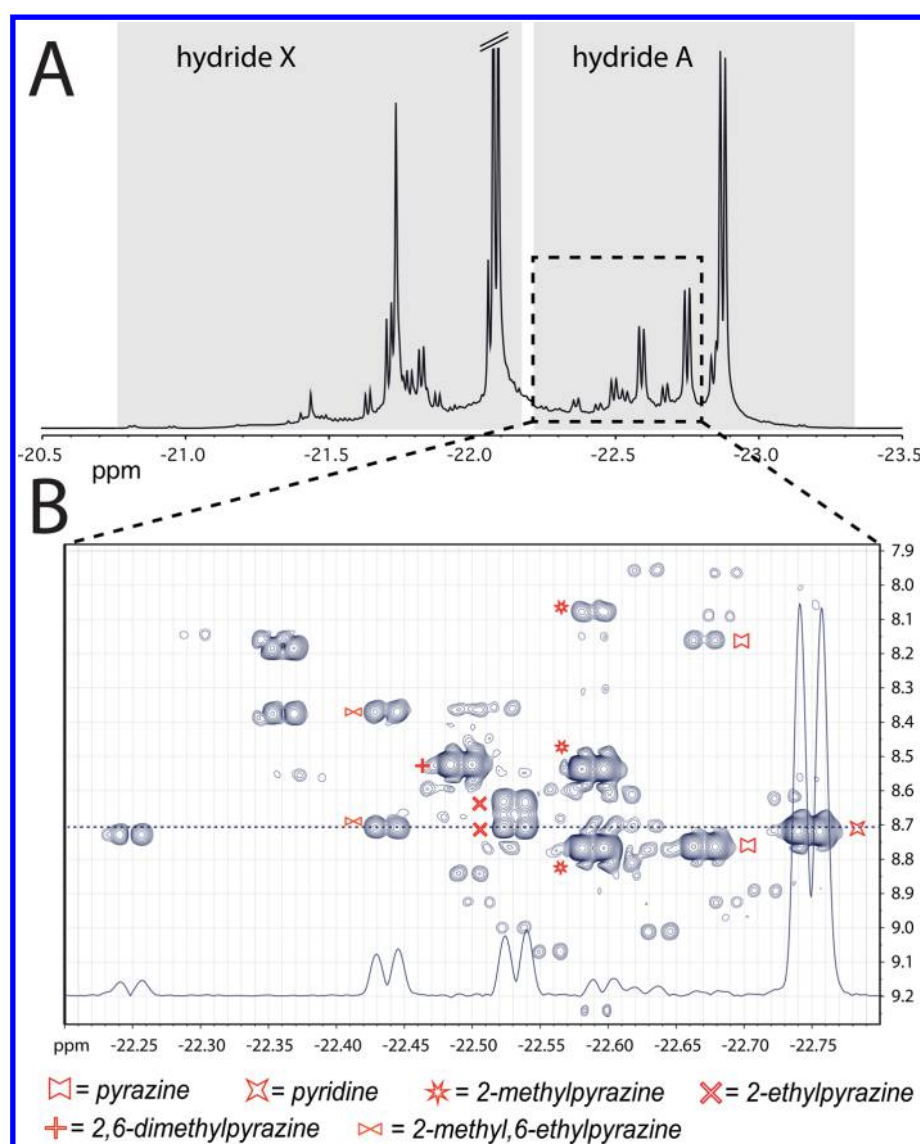 A
hydride X
hydride A
-20.5 -21.0 -21.5 -22.0 -22.5 -23.0 -23.5
ppm
B
7.9
8.0
8.1
8.2
8.3
8.4
8.5
8.6
8.7
8.8
8.9
9.0
9.1
9.2
ppm -22.25 -22.30 -22.35 -22.40 -22.45 -22.50 -22.55 -22.60 -22.65 -22.70 -22.75
= pyrazine = pyridine = 2-methylpyrazine = 2-ethylpyrazine
= 2,6-dimethylpyrazine = 2-methyl,6-ethylpyrazine